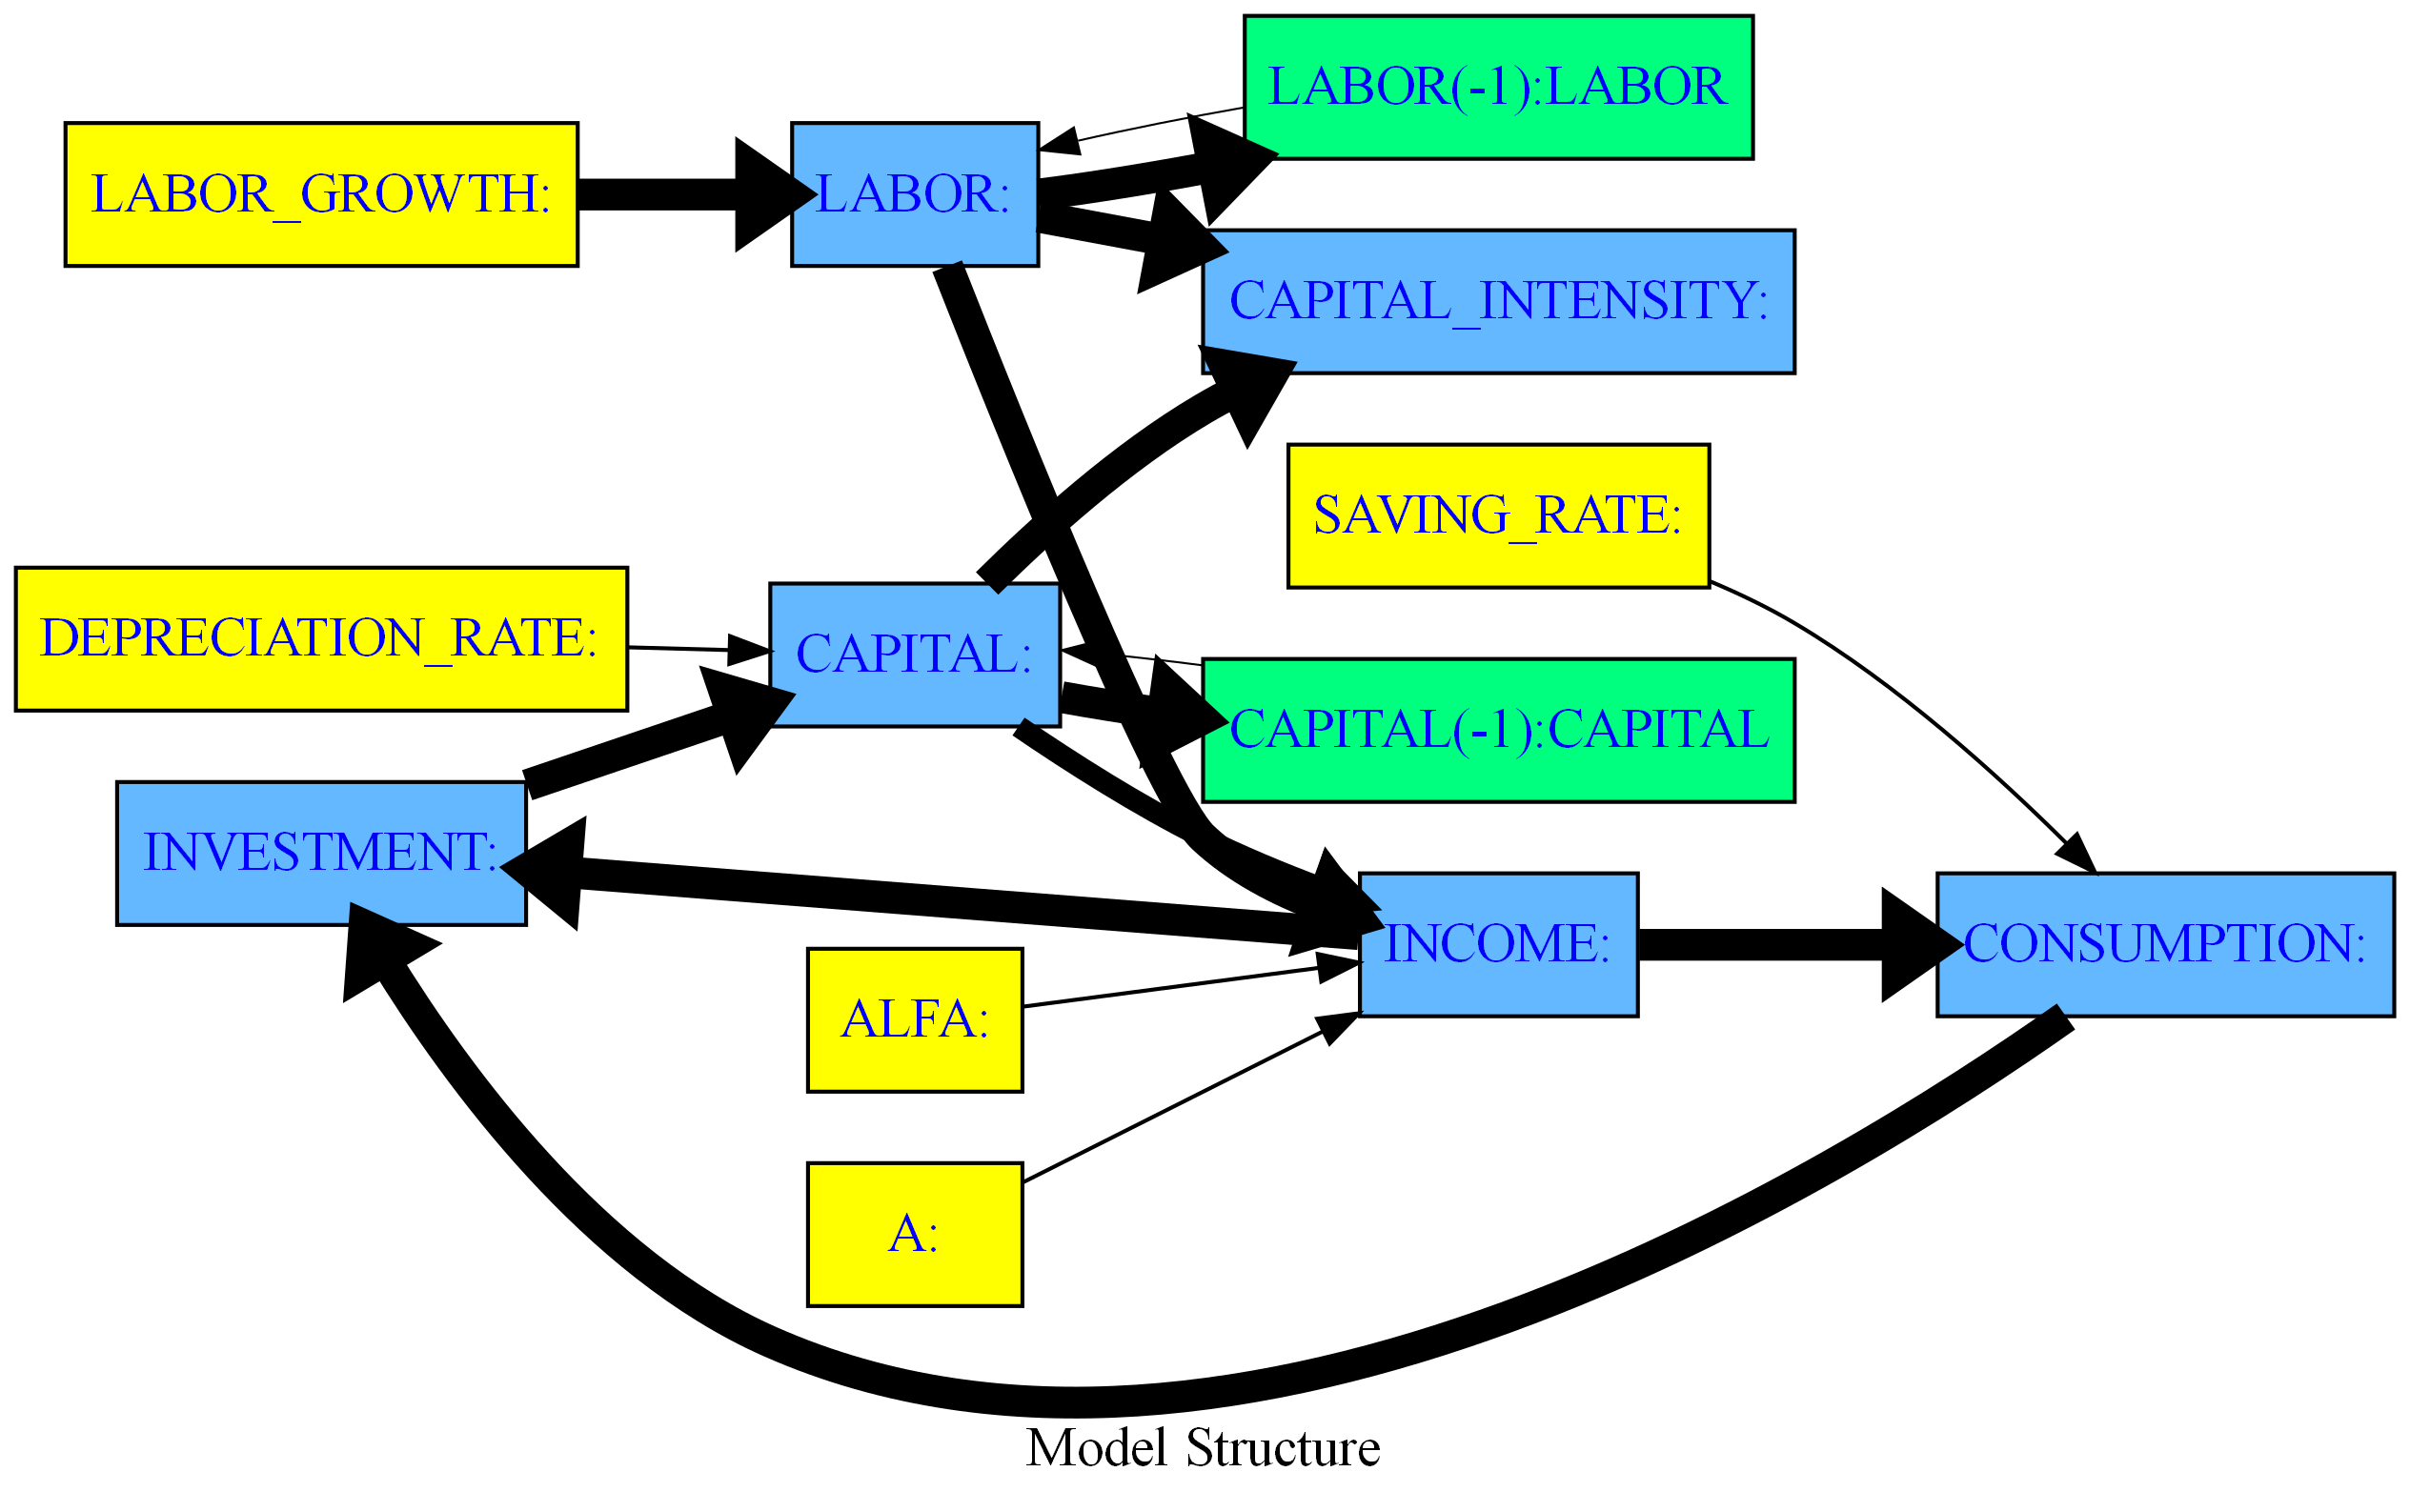 LABOR(-1):LABOR
LABOR_GROWTH:
LABOR:
CAPITAL_INTENSITY:
SAVING_RATE:
DEPRECIATION_RATE:
CAPITAL:
CAPITAL(-1):CAPITAL
INVESTMENT:
INCOME:
CONSUMPTION:
ALFA:
A:
Model Structure